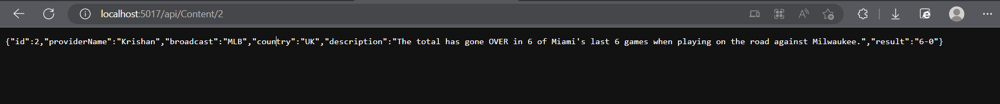 localhost:5017/api/Content/2
{"id":2,"providerName":"Krishan","broadcast":"MLB","country":"UK","description":"The total has gone OVER in 6 of Miami's last 6 games when playing on the road against Milwaukee.","result":"6-0"}